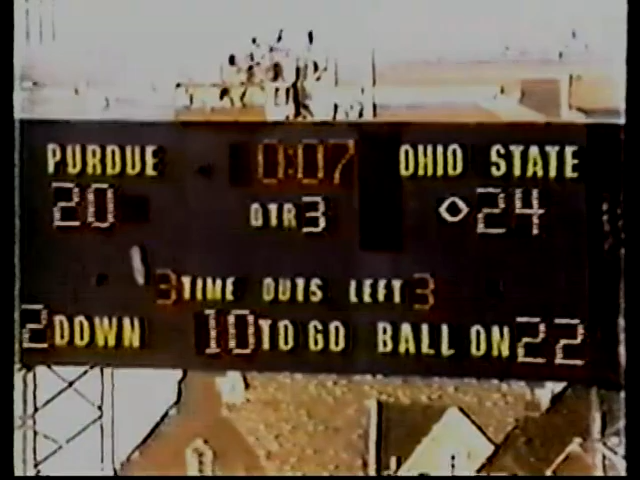 PURDUE 0:07 OHIO STATE
20 QTR 3 24
3 TIME OUTS LEFT 3
2 DOWN 10 TO GO BALL ON 22